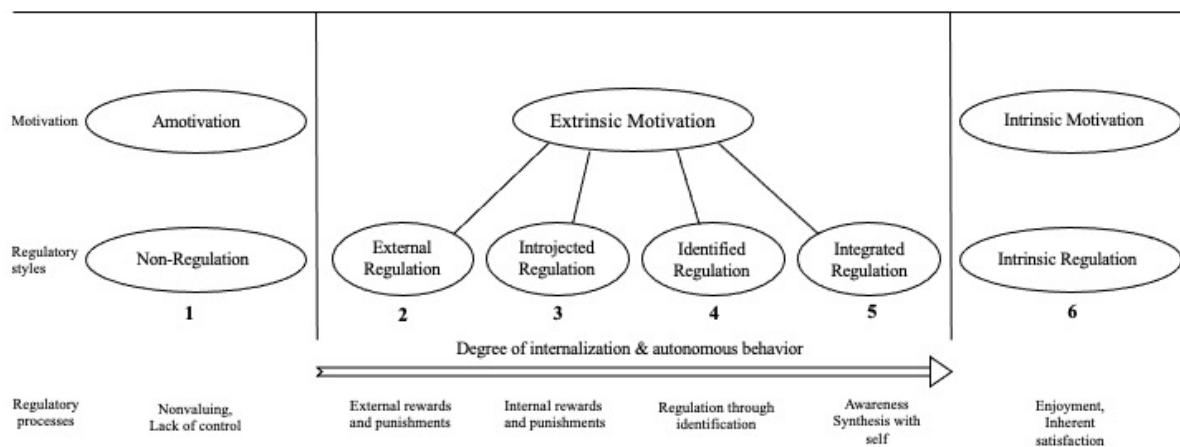 Motivation
Amotivation
Extrinsic Motivation
Intrinsic Motivation
Regulatory
styles
Non-Regulation
External
Regulation
Introjected
Regulation
Identified
Regulation
Integrated
Regulation
Intrinsic Regulation
1
2
3
4
5
6
Degree of internalization & autonomous behavior
Regulatory
processes
Nonvaluing,
Lack of control
External rewards
and punishments
Internal rewards
and punishments
Regulation through
identification
Awareness
Synthesis with
self
Enjoyment,
Inherent
satisfaction